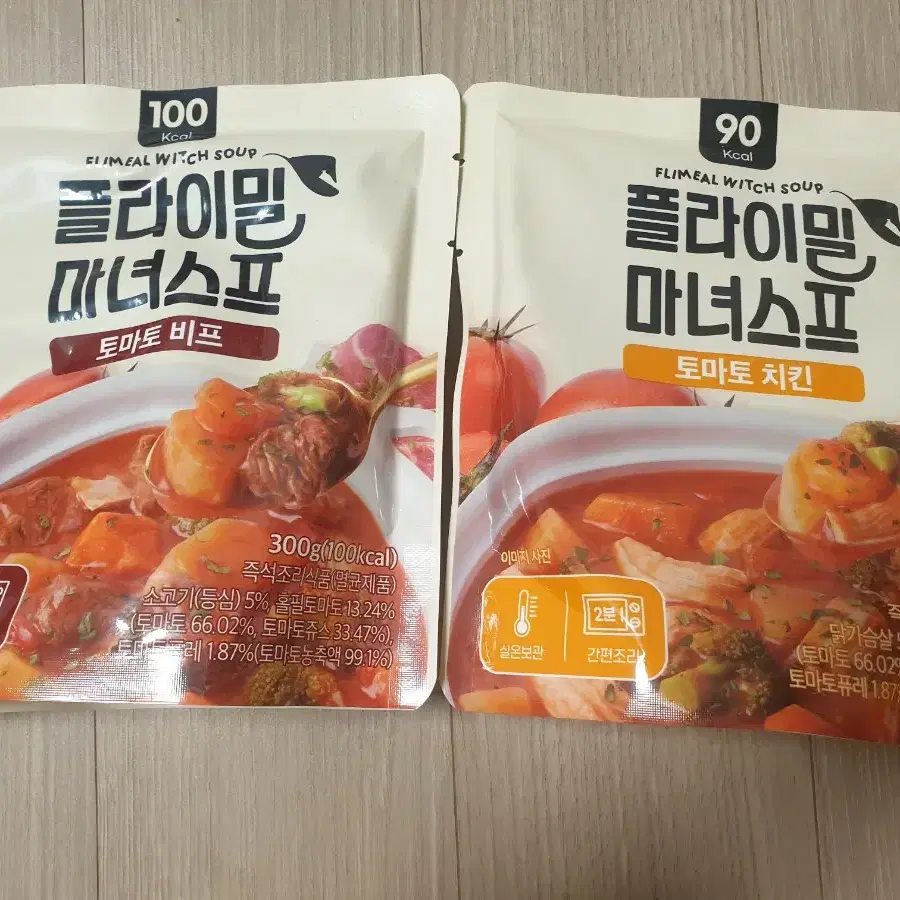 100
Kcal
FLIMEAL WITCH SOUP
플라이밀
마녀스프
토마토 비프
300g(100kcal)
즉석조리식품(멸균제품)
소고기(등심) 5%, 홀필토마토 13.24%
(토마토 66.02%, 토마토쥬스 33.47%),
토마토퓨레 1.87%(토마토농축액 99.1%)
90
Kcal
FLIMEAL WITCH SOUP
플라이밀
마녀스프
토마토 치킨
이미지 사진
2분
실온보관
간편조리
닭가슴살
(토마토 66.02%
토마토퓨레 1.87%